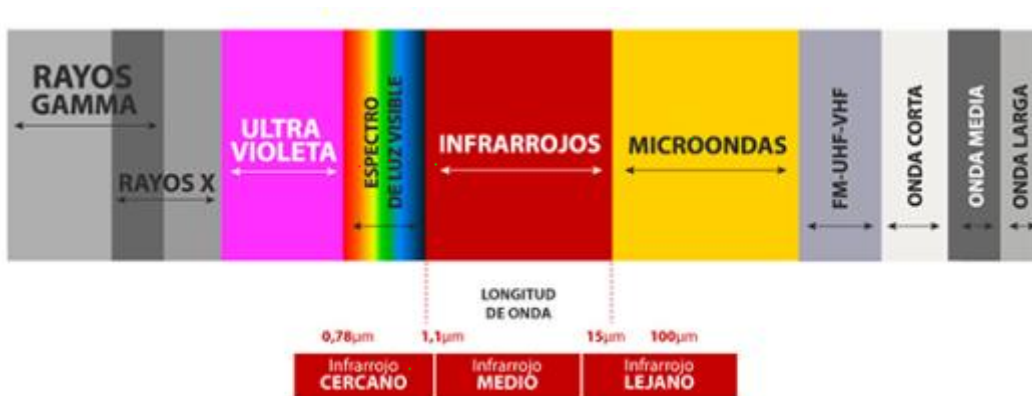 RAYOS
GAMMA
RAYOS X
ULTRA
VIOLETA
ESPECTRO
DE LUZ VISIBLE
INFRARROJOS
MICROONDAS
FM-UHF-VHF
ONDA CORTA
ONDA MEDIA
ONDA LARGA
LONGITUD
DE ONDA
0,78µm 1,1µm 15µm 100µm
Infrarrojo
CERCANO
Infrarrojo
MEDIO
Infrarrojo
LEJANO